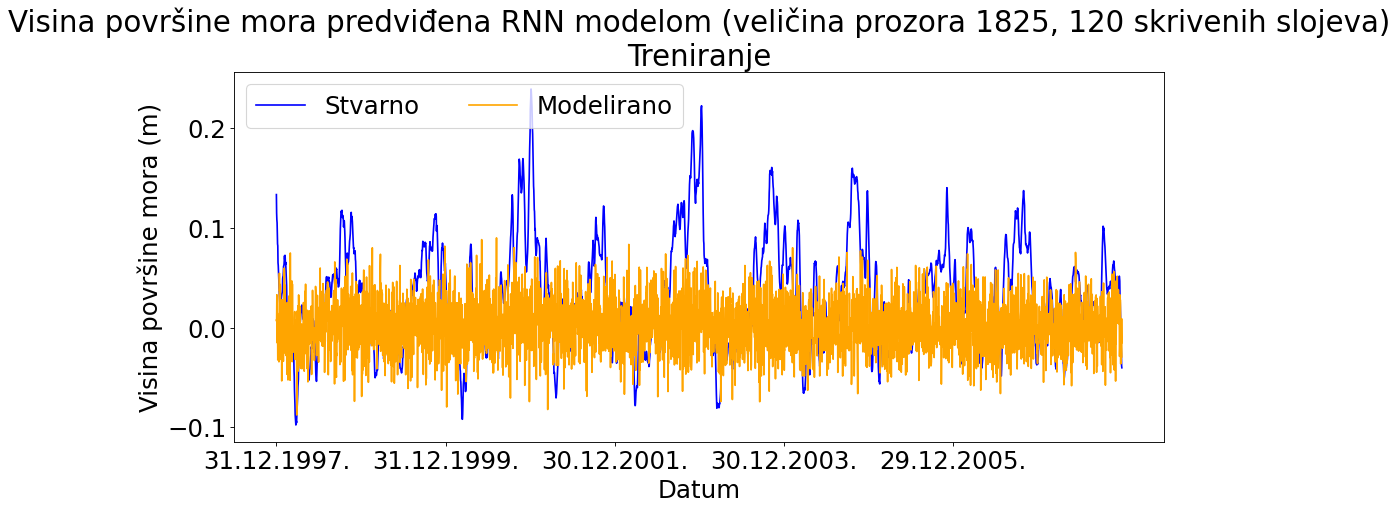 Visina površine mora predviđena RNN modelom (veličina prozora 1825, 120 skrivenih slojeva)
Treniranje
Stvarno
Modelirano
Visina površine mora (m)
0.2
0.1
0.0
−0.1
31.12.1997.
31.12.1999.
30.12.2001.
30.12.2003.
29.12.2005.
Datum